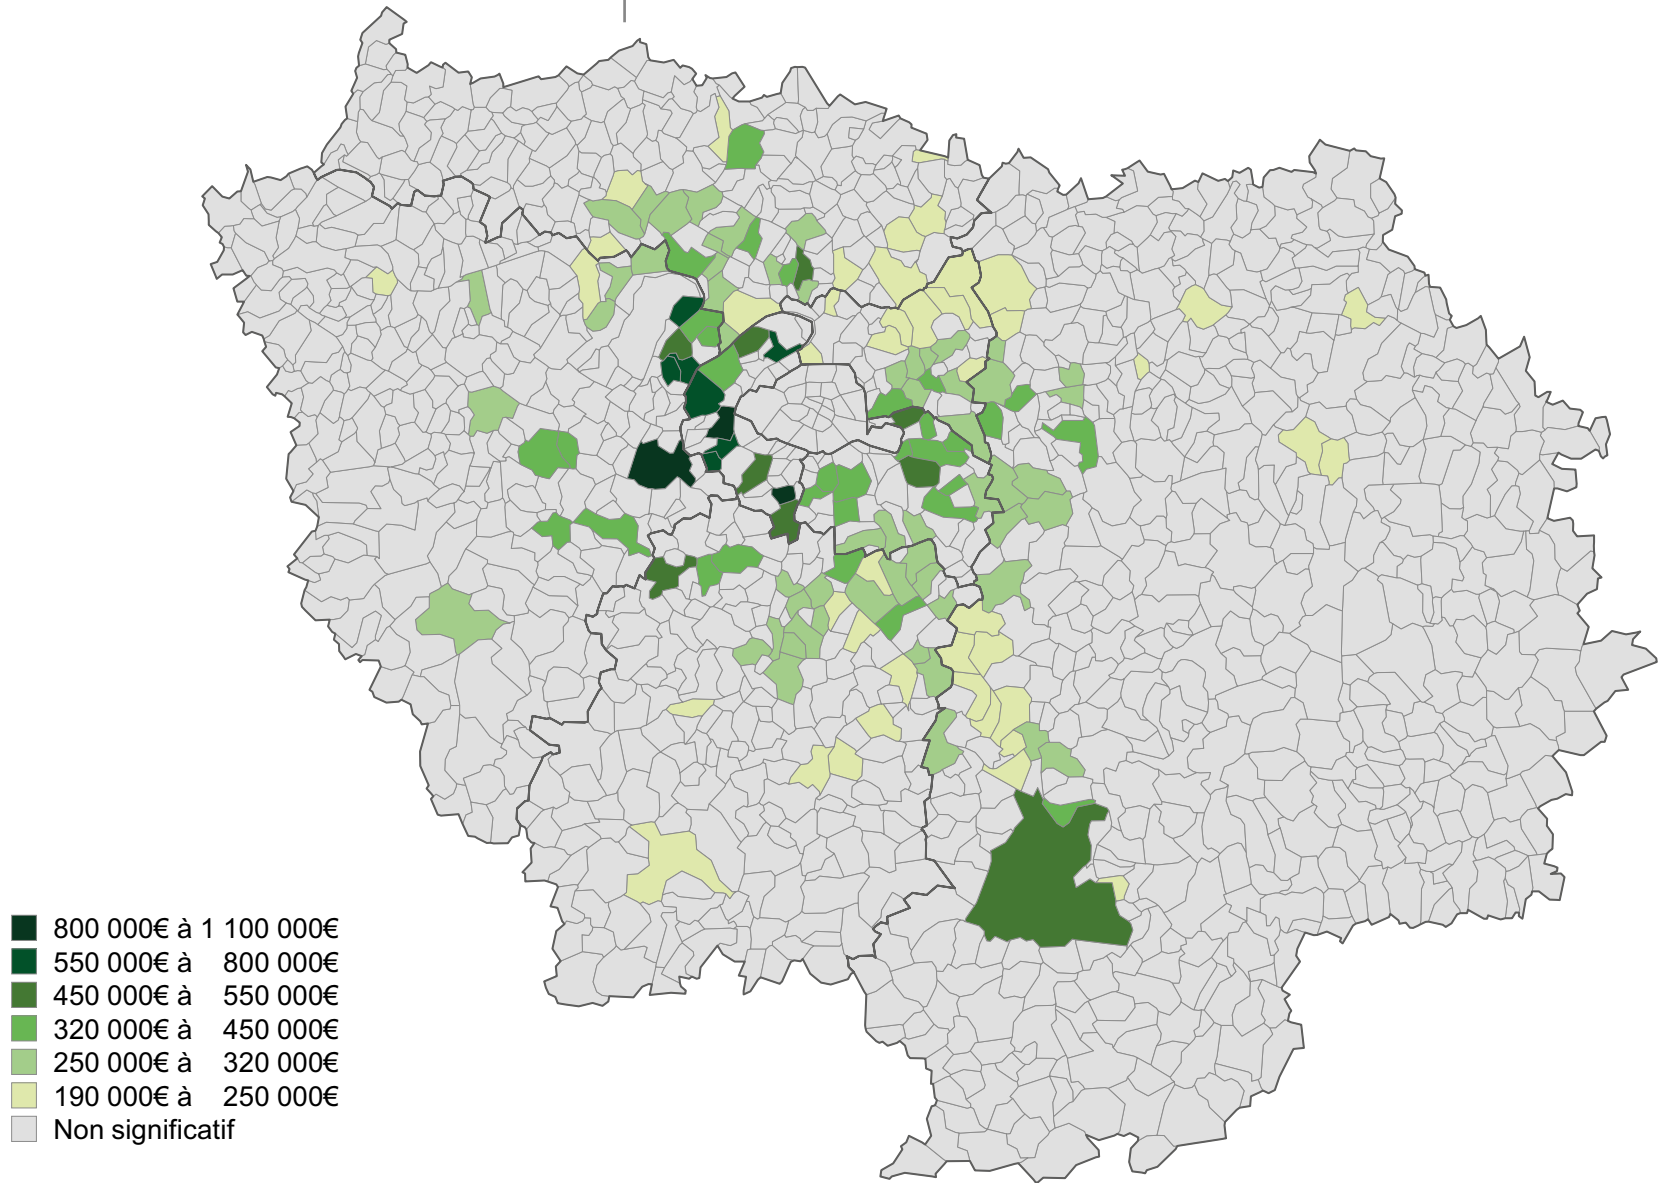 800 000€ à 1 100 000€
550 000€ à 800 000€
450 000€ à 550 000€
320 000€ à 450 000€
250 000€ à 320 000€
190 000€ à 250 000€
Non significatif